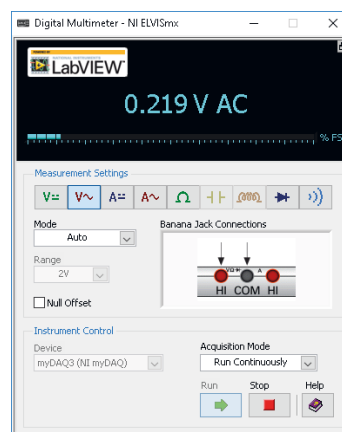 Digital Multimeter - NI ELVISmx
LabVIEW
0.219 V AC
% FS
Measurement Settings
V= V~ A= A~ Ω
Mode
Auto
Banana Jack Connections
Range
2V
VΩ A
HI COM HI
Null Offset
Instrument Control
Device
myDAQ3 (NI myDAQ)
Acquisition Mode
Run Continuously
Run Stop Help